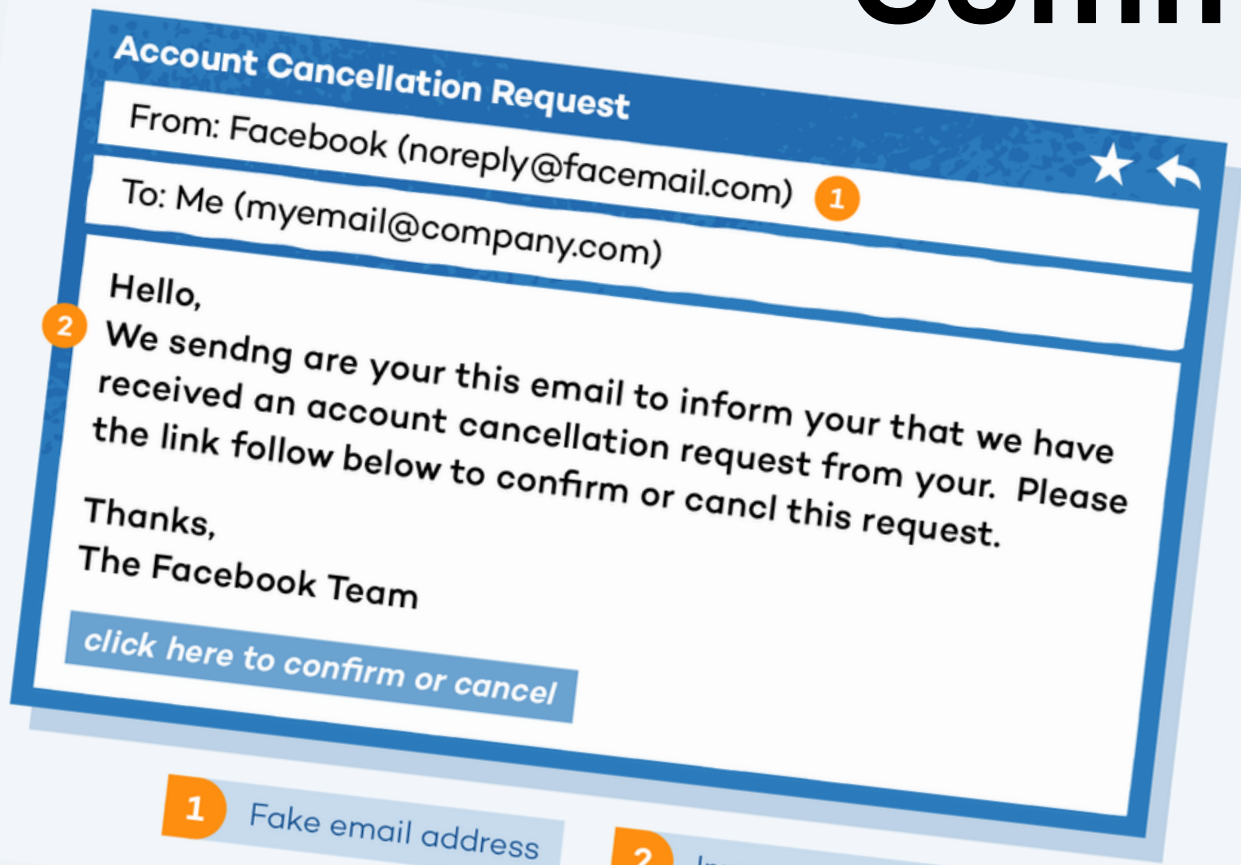 Account Cancellation Request
From: Facebook (noreply@facemail.com) 1
To: Me (myemail@company.com)
Hello,
2
We sendng are your this email to inform your that we have
received an account cancellation request from your. Please
the link follow below to confirm or cancl this request.
Thanks,
The Facebook Team
click here to confirm or cancel
1 Fake email address
2